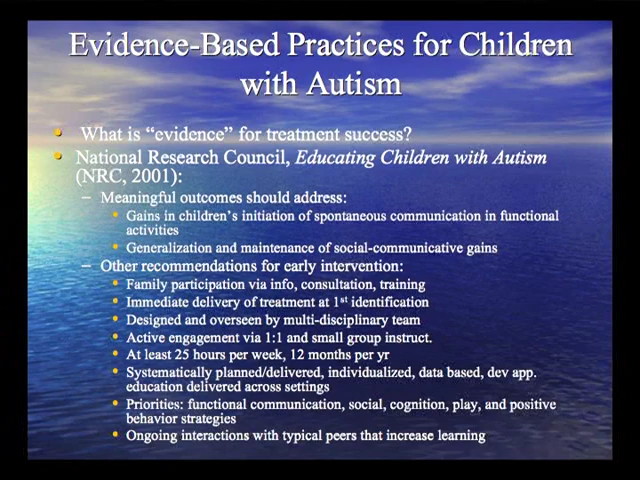 Evidence-Based Practices for Children
with Autism
• What is “evidence” for treatment success?
• National Research Council, Educating Children with Autism
(NRC, 2001):
– Meaningful outcomes should address:
• Gains in children’s initiation of spontaneous communication in functional
activities
• Generalization and maintenance of social-communicative gains
– Other recommendations for early intervention:
• Family participation via info, consultation, training
• Immediate delivery of treatment at 1st identification
• Designed and overseen by multi-disciplinary team
• Active engagement via 1:1 and small group instruct.
• At least 25 hours per week, 12 months per yr
• Systematically planned/delivered, individualized, data based, dev app.
education delivered across settings
• Priorities: functional communication, social, cognition, play, and positive
behavior strategies
• Ongoing interactions with typical peers that increase learning